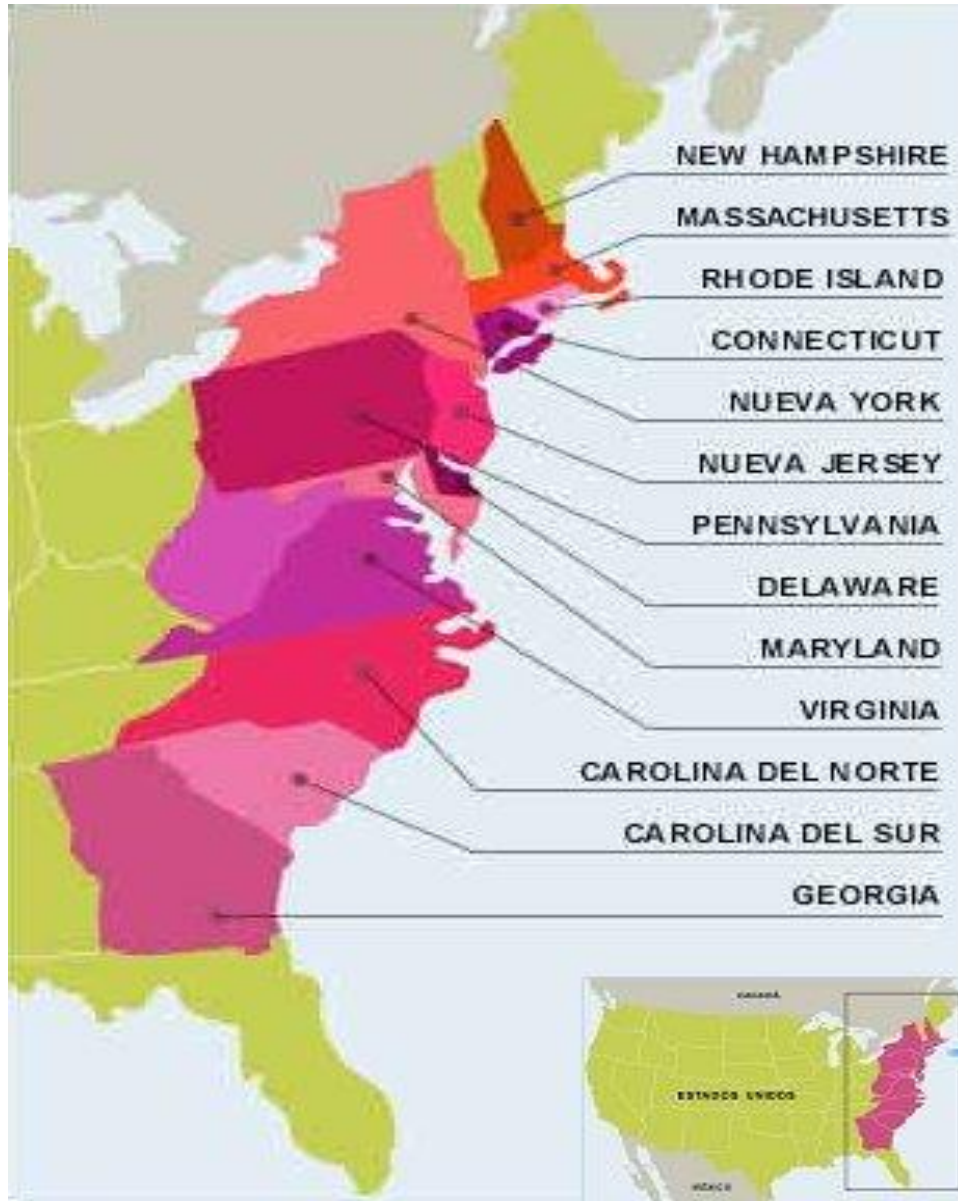 NEW HAMPSHIRE
MASSACHUSETTS
RHODE ISLAND
CONNECTICUT
NUEVA YORK
NUEVA JERSEY
PENNSYLVANIA
DELAWARE
MARYLAND
VIRGINIA
CAROLINA DEL NORTE
CAROLINA DEL SUR
GEORGIA
CANADÁ
ESTADOS UNIDOS
MÉXICO